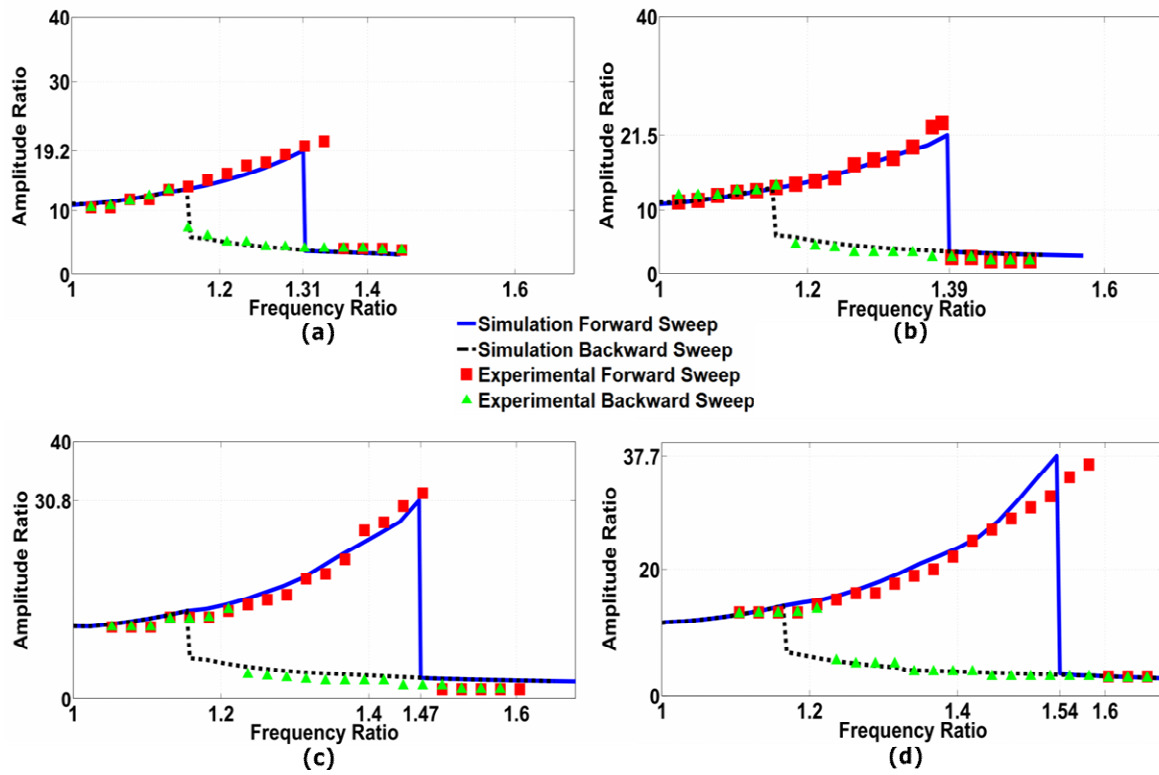 40
30
19.2
10
0
1
1.2
1.31
1.4
1.6
Amplitude Ratio
Frequency Ratio
(a)
40
21.5
10
0
1
1.2
1.39
1.6
Amplitude Ratio
Frequency Ratio
(b)
Simulation Forward Sweep
Simulation Backward Sweep
Experimental Forward Sweep
Experimental Backward Sweep
40
30.8
0
1
1.2
1.4
1.47
1.6
Amplitude Ratio
Frequency Ratio
(c)
37.7
20
0
1
1.2
1.4
1.54
1.6
Amplitude Ratio
Frequency Ratio
(d)